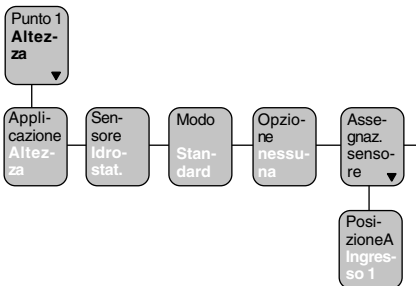 Punto 1
Altez-
za
Appli-
cazione
Altez-
za
Sen-
sore
Idro-
stat.
Modo
Stan-
dard
Opzio-
ne
nessu-
na
Asse-
gnaz.
senso-
re
Posi-
zioneA
Ingres-
so 1